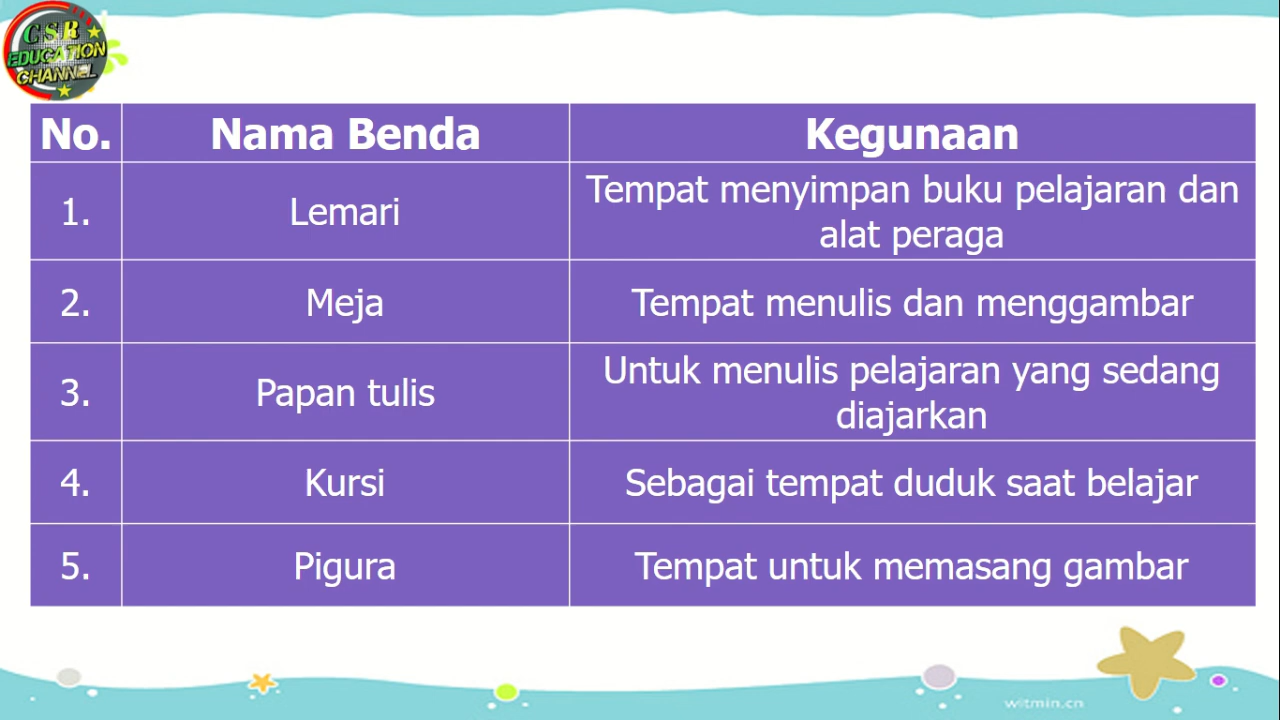 CSB
EDUCATION
CHANNEL
No. Nama Benda Kegunaan
1. Lemari Tempat menyimpan buku pelajaran dan
alat peraga
2. Meja Tempat menulis dan menggambar
3. Papan tulis Untuk menulis pelajaran yang sedang
diajarkan
4. Kursi Sebagai tempat duduk saat belajar
5. Pigura Tempat untuk memasang gambar
witmin.cn